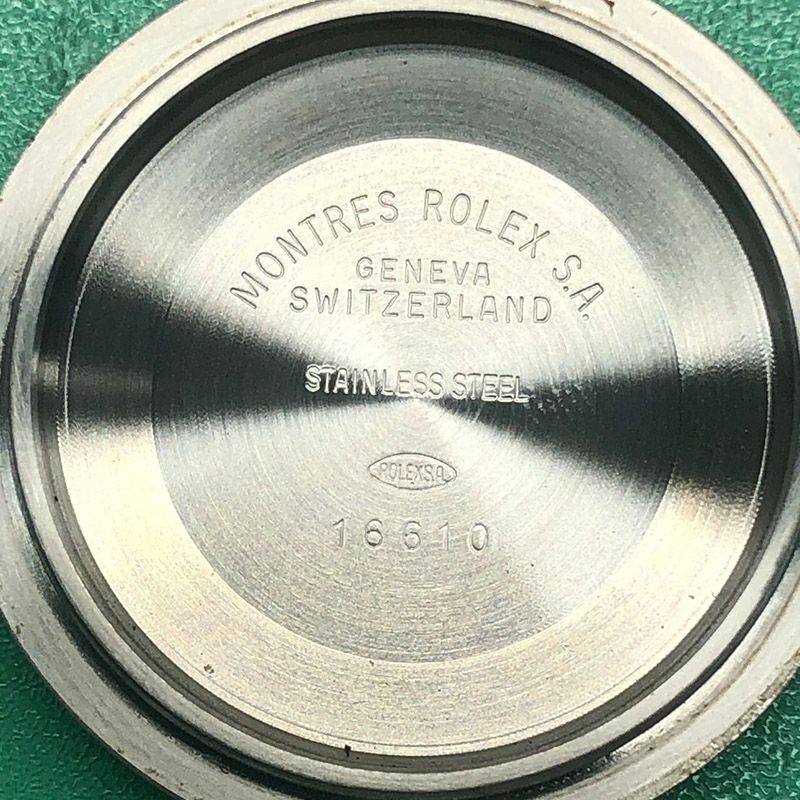 MONTRES ROLEX S.A.
GENEVA
SWITZERLAND
STAINLESS STEEL
ROLEX S.A.
16610